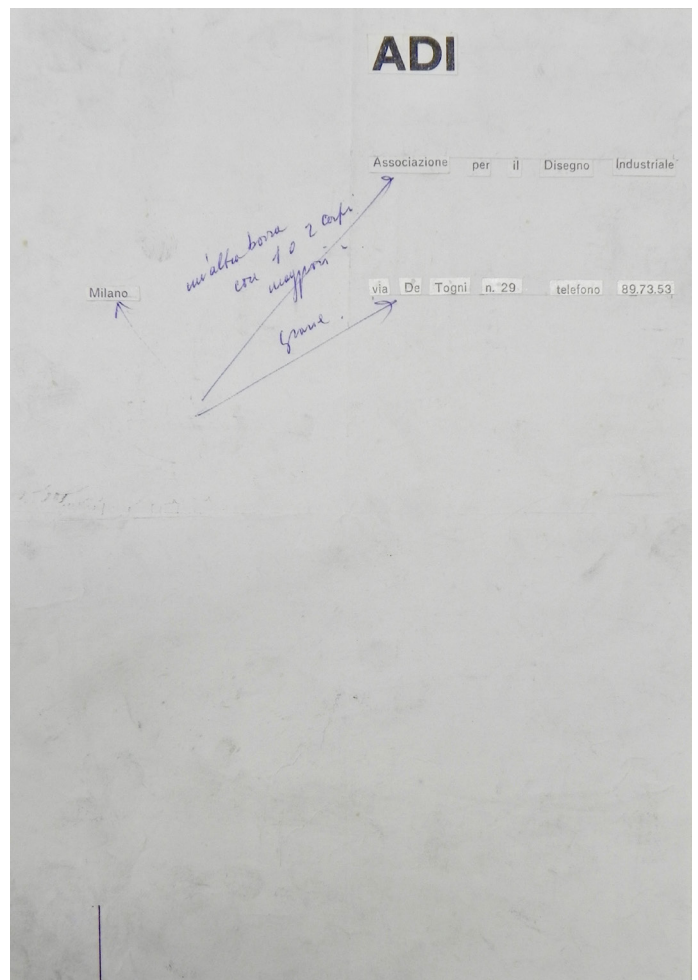 ADI
Associazione per il Disegno Industriale
un'altra bozza
con 1 o 2 corpi
maggiori
grazie.
Milano
via De Togni n. 29 telefono 89.73.53